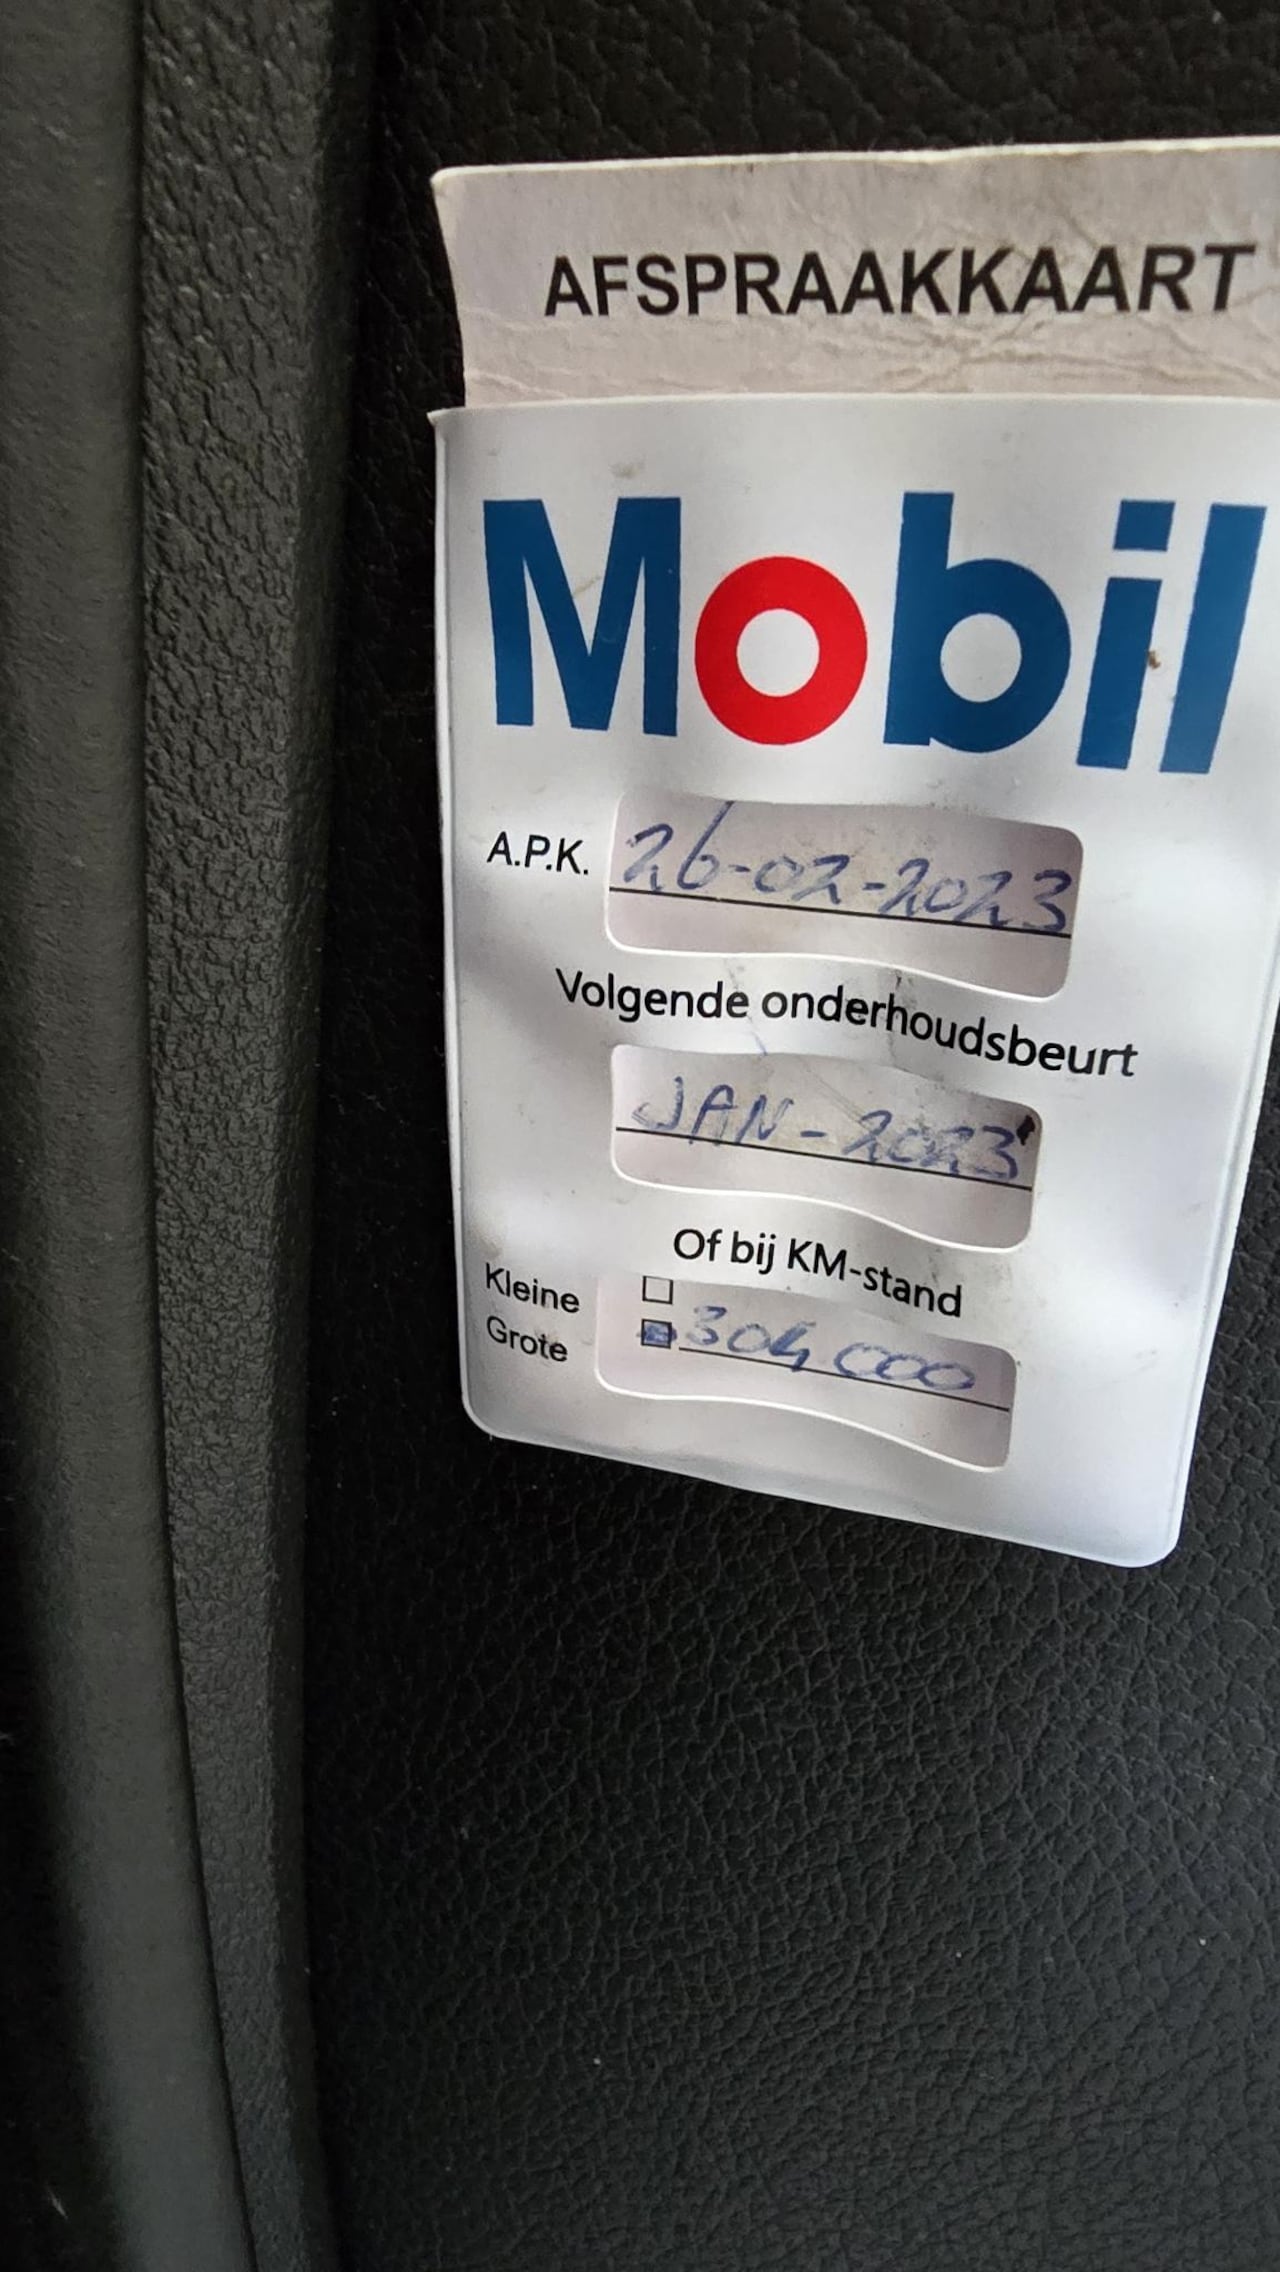 AFSPRAAKKAART
Mobil
A.P.K. 26-02-2023
Volgende onderhoudsbeurt
JAN-2023
Of bij KM-stand
Kleine
Grote 304.000